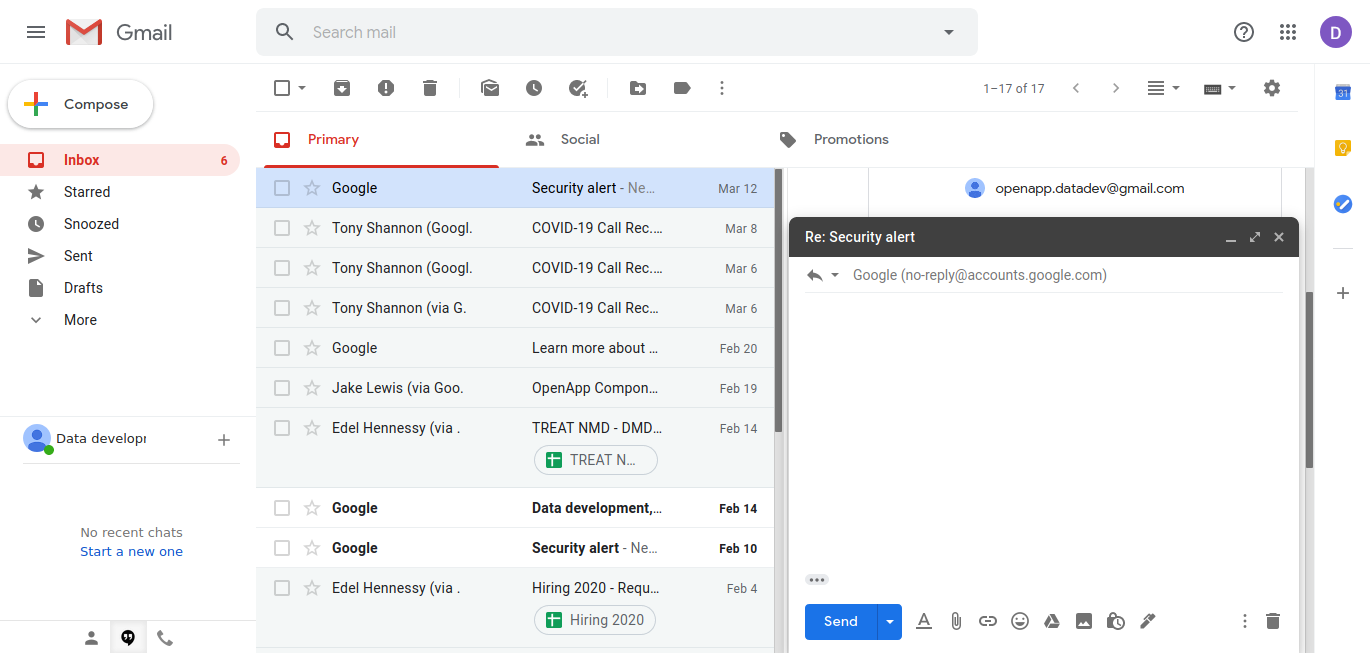 Gmail
Search mail
D
Compose
1–17 of 17
31
Primary
Social
Promotions
Inbox 6
Starred
Snoozed
Sent
Drafts
More
Google Security alert - Ne... Mar 12
Tony Shannon (Googl. COVID-19 Call Rec.... Mar 8
Tony Shannon (Googl. COVID-19 Call Rec.... Mar 6
Tony Shannon (via G. COVID-19 Call Rec... Mar 6
Google Learn more about ... Feb 20
Jake Lewis (via Goo. OpenApp Compon... Feb 19
Edel Hennessy (via . TREAT NMD - DMD... Feb 14
TREAT N...
Google Data development,... Feb 14
Google Security alert - Ne... Feb 10
Edel Hennessy (via . Hiring 2020 - Requ... Feb 4
Hiring 2020
openapp.datadev@gmail.com
Re: Security alert
Google (no-reply@accounts.google.com)
Send
Data developr
No recent chats
Start a new one